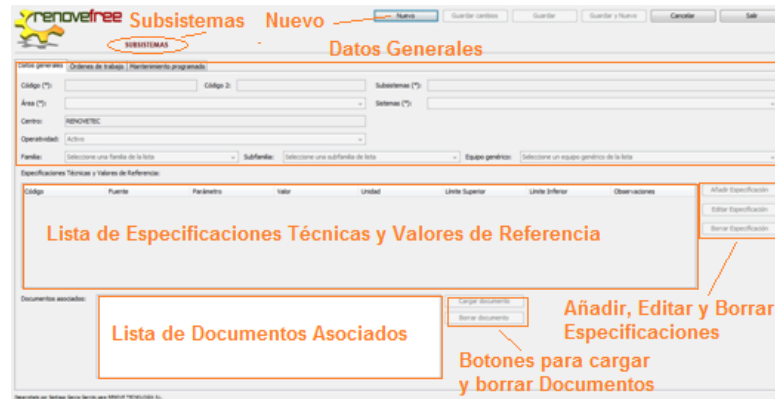 renovefree Subsistemas Nuevo Nuevo Guardar cambios Guardar Guardar y Nuevo Cancelar Salir
SUBSISTEMAS
Datos Generales
Datos generales Órdenes de trabajo Mantenimiento programado
Código (*): Código 2: Subsistemas (*):
Área (*): Sistemas (*):
Centro: RENOVETEC
Operatividad: Activo
Familia: Seleccione una familia de la lista Subfamilia: Seleccione una subfamilia de lista Equipo genérico: Seleccione un equipo genérico de la lista
Especificaciones Técnicas y Valores de Referencia:
Código Fuente Parámetro Valor Unidad Límite Superior Límite Inferior Observaciones Añadir Especificación
Editar Especificación
Borrar Especificación
Lista de Especificaciones Técnicas y Valores de Referencia
Documentos asociados: Cargar documento
Borrar documento
Lista de Documentos Asociados
Añadir, Editar y Borrar
Especificaciones
Botones para cargar
y borrar Documentos